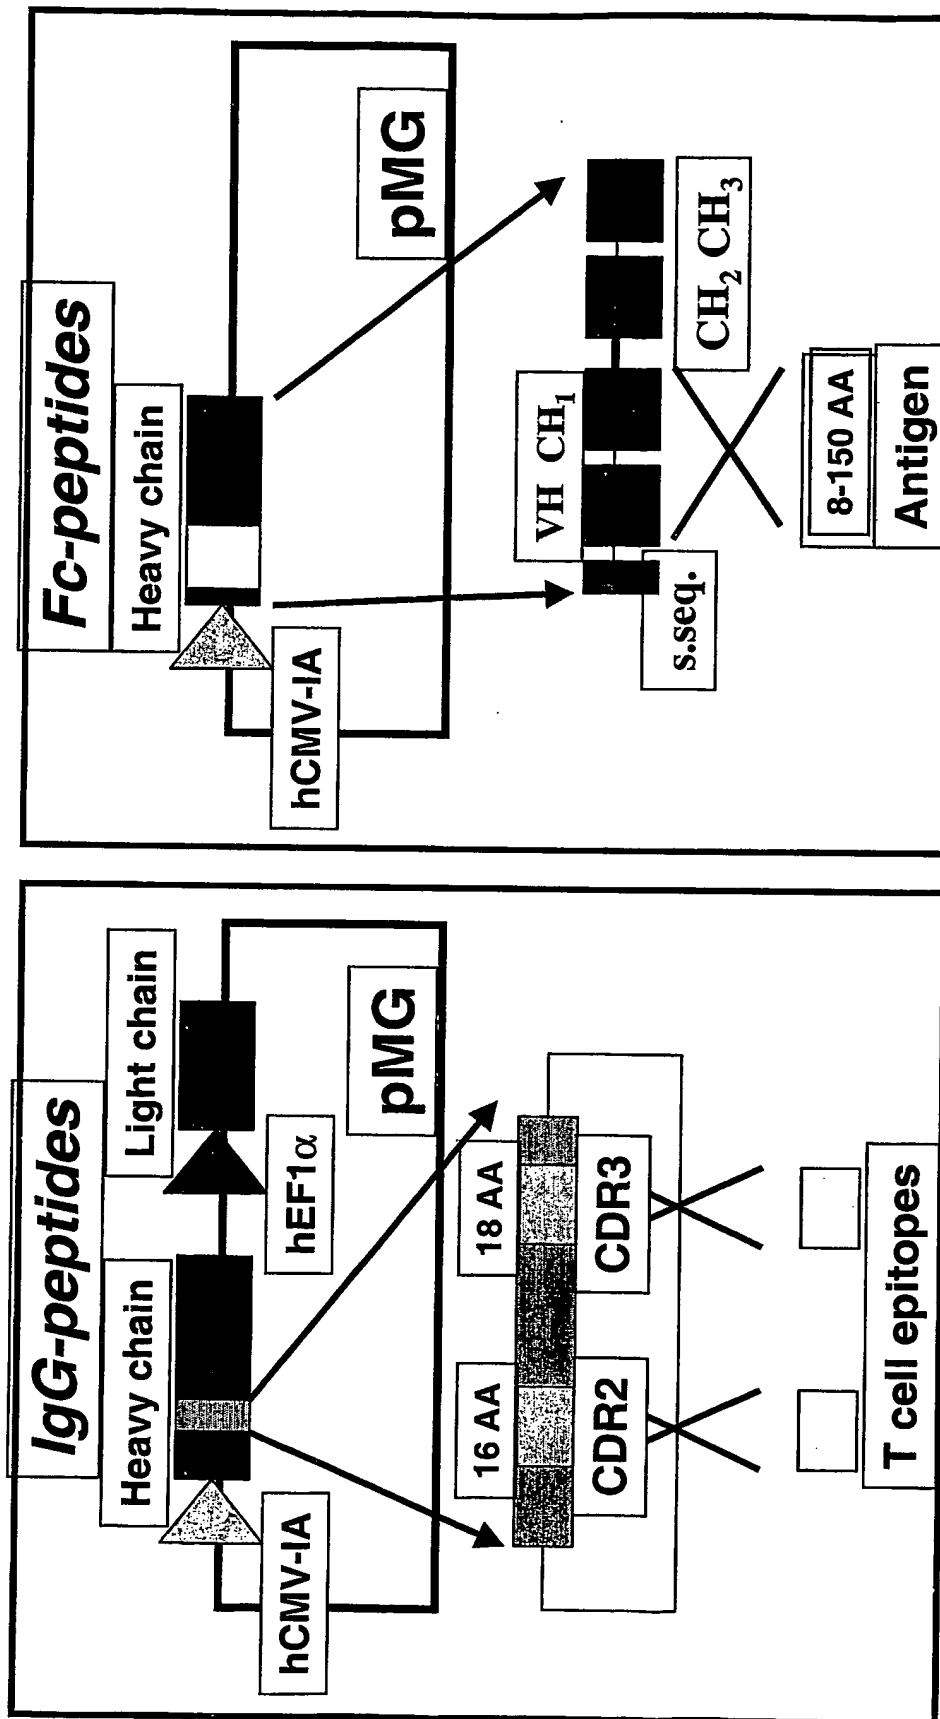 IgG-peptides
Heavy chain
Light chain
hCMV-IA
hEF1α
pMG
16 AA
18 AA
CDR2
CDR3
T cell epitopes
Fc-peptides
Heavy chain
hCMV-IA
pMG
VH CH₁
s.seq.
CH₂ CH₃
8-150 AA
Antigen